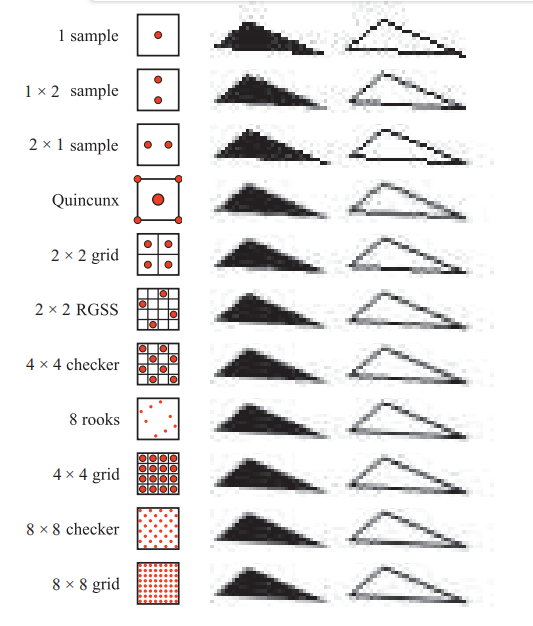 1 sample
1 × 2 sample
2 × 1 sample
Quincunx
2 × 2 grid
2 × 2 RGSS
4 × 4 checker
8 rooks
4 × 4 grid
8 × 8 checker
8 × 8 grid